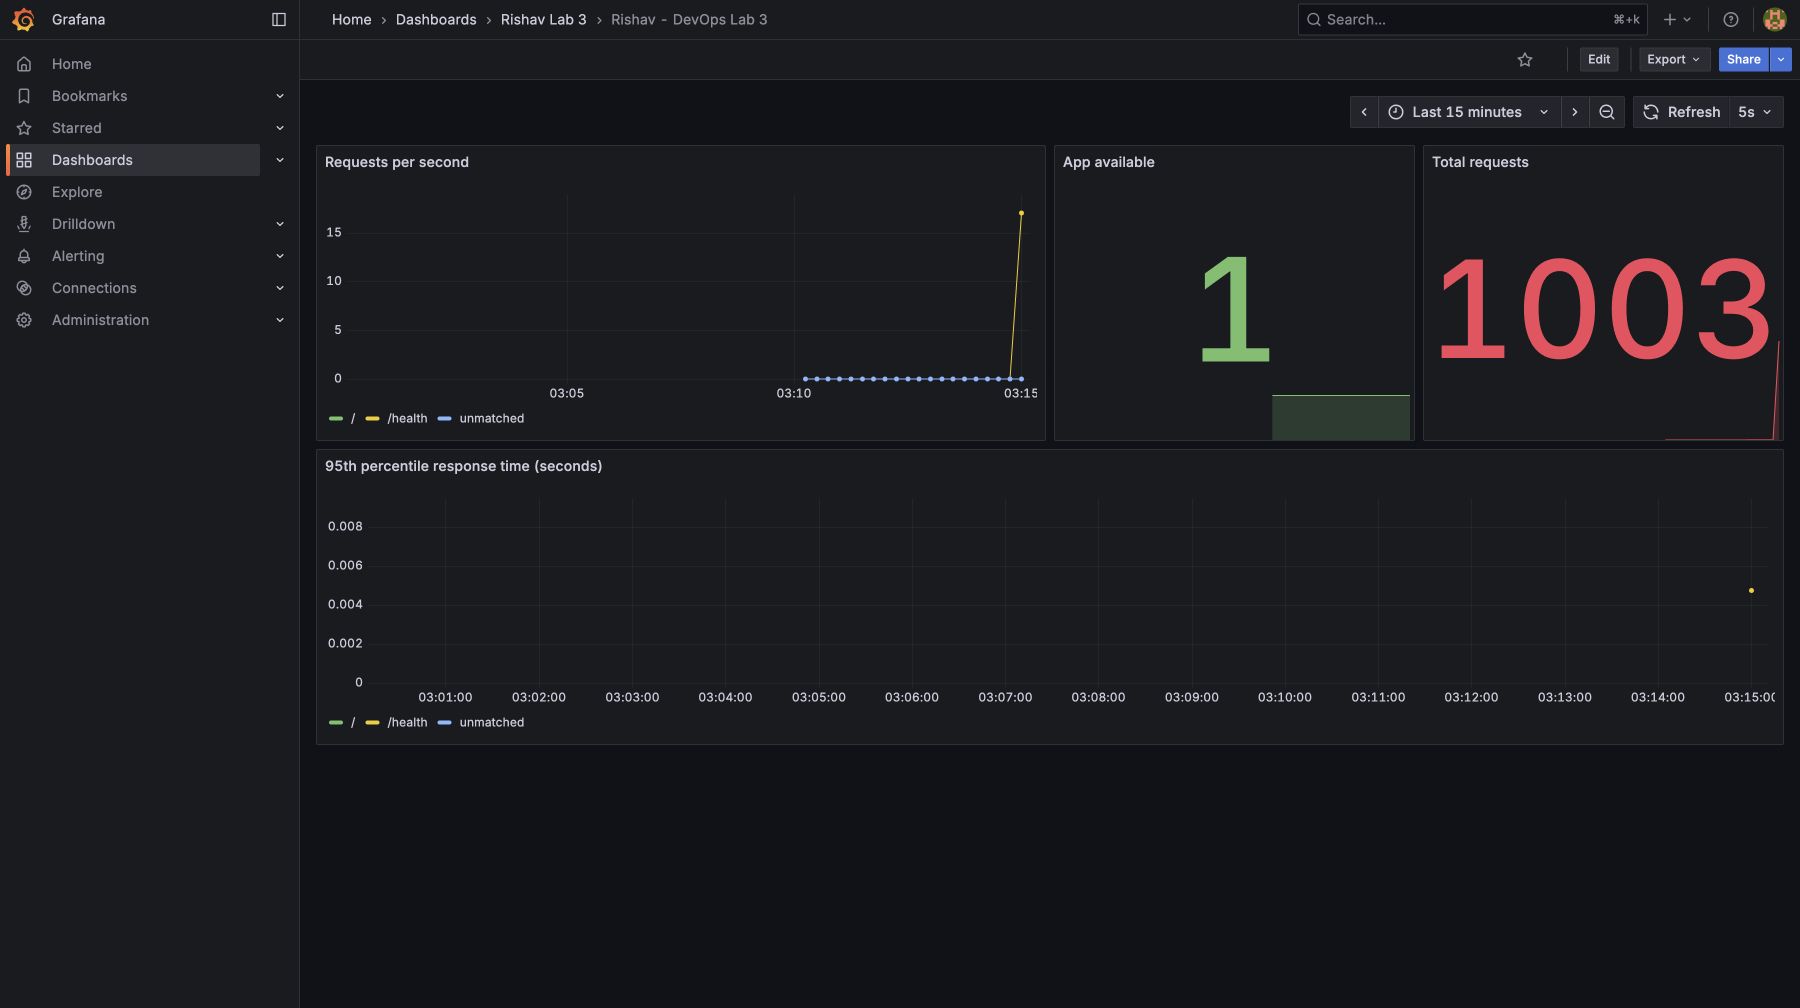 Grafana
Home › Dashboards › Rishav Lab 3 › Rishav - DevOps Lab 3
Search... ⌘+k
Home
Bookmarks
Starred
Dashboards
Explore
Drilldown
Alerting
Connections
Administration
Edit Export Share
Last 15 minutes Refresh 5s
Requests per second
15
10
5
0
03:05 03:10 03:15
/ /health unmatched
App available
1
Total requests
1003
95th percentile response time (seconds)
0.008
0.006
0.004
0.002
0
03:01:00 03:02:00 03:03:00 03:04:00 03:05:00 03:06:00 03:07:00 03:08:00 03:09:00 03:10:00 03:11:00 03:12:00 03:13:00 03:14:00 03:15:00
/ /health unmatched